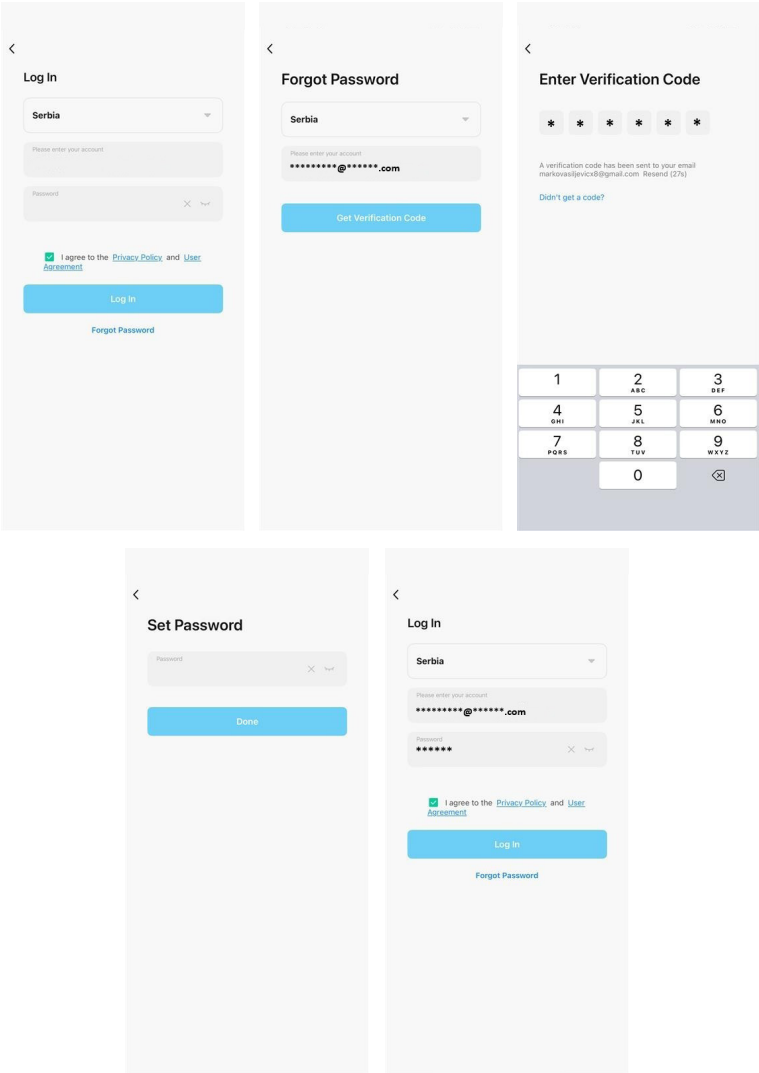 Log In
Serbia
Please enter your account
Password
I agree to the Privacy Policy and User
Agreement
Log In
Forgot Password
Forgot Password
Serbia
Please enter your account
*********@******.com
Get Verification Code
Enter Verification Code
* * * * * *
A verification code has been sent to your email
markovasiljevicx8@gmail.com Resend (27s)
Didn't get a code?
1 2 3
ABC DEF
4 5 6
GHI JKL MNO
7 8 9
PQRS TUV WXYZ
0
Set Password
Password
Done
Log In
Serbia
Please enter your account
*********@******.com
Password
******
I agree to the Privacy Policy and User
Agreement
Log In
Forgot Password